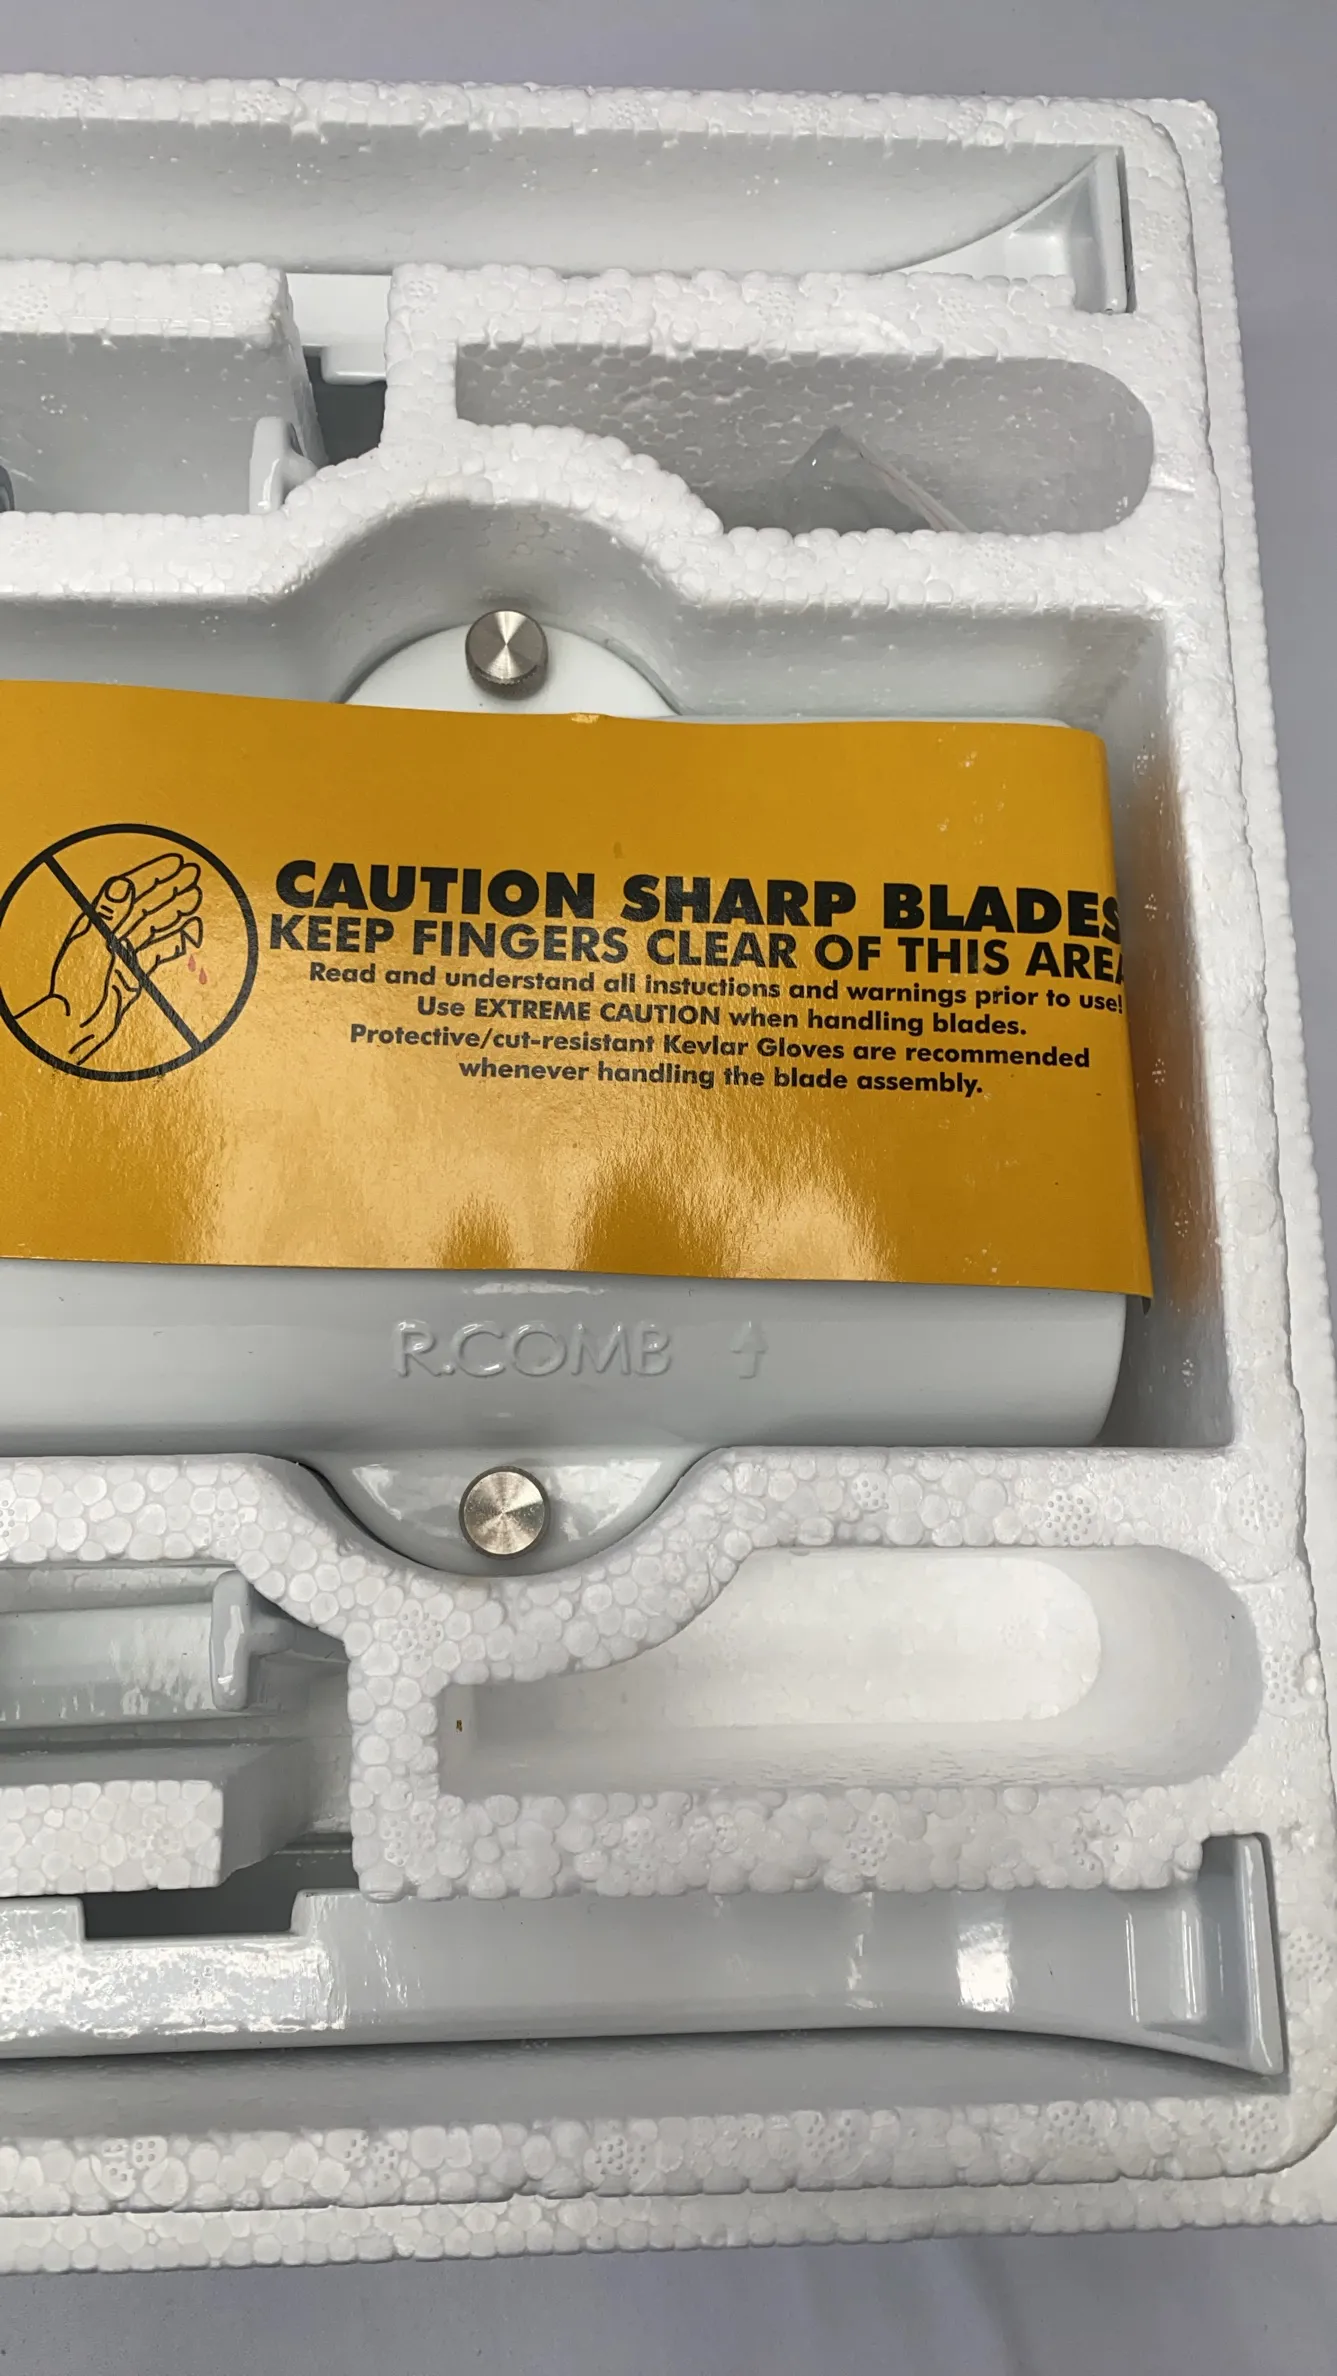 CAUTION SHARP BLADES
KEEP FINGERS CLEAR OF THIS AREA
Read and understand all instuctions and warnings prior to use!
Use EXTREME CAUTION when handling blades.
Protective/cut-resistant Kevlar Gloves are recommended
whenever handling the blade assembly.
R.COMB ↑